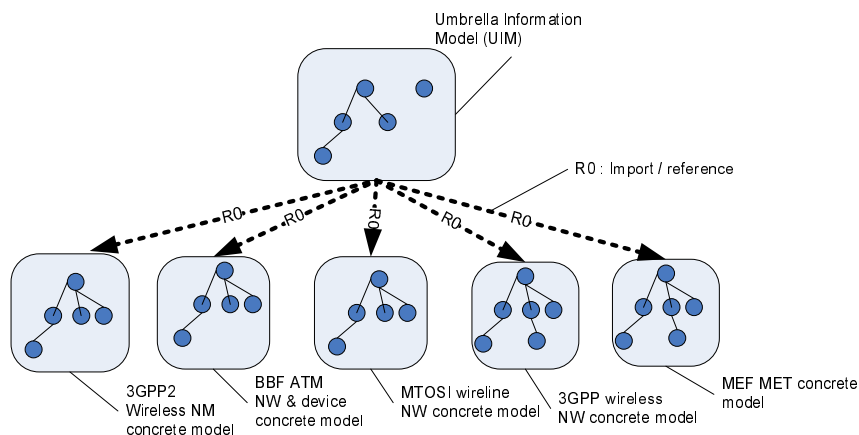 Umbrella Information
Model (UIM)
R0 : Import / reference
R0
R0
R0
R0
R0
3GPP2
Wireless NM
concrete model
BBF ATM
NW & device
concrete model
MTOSI wireline
NW concrete model
3GPP wireless
NW concrete model
MEF MET concrete
model